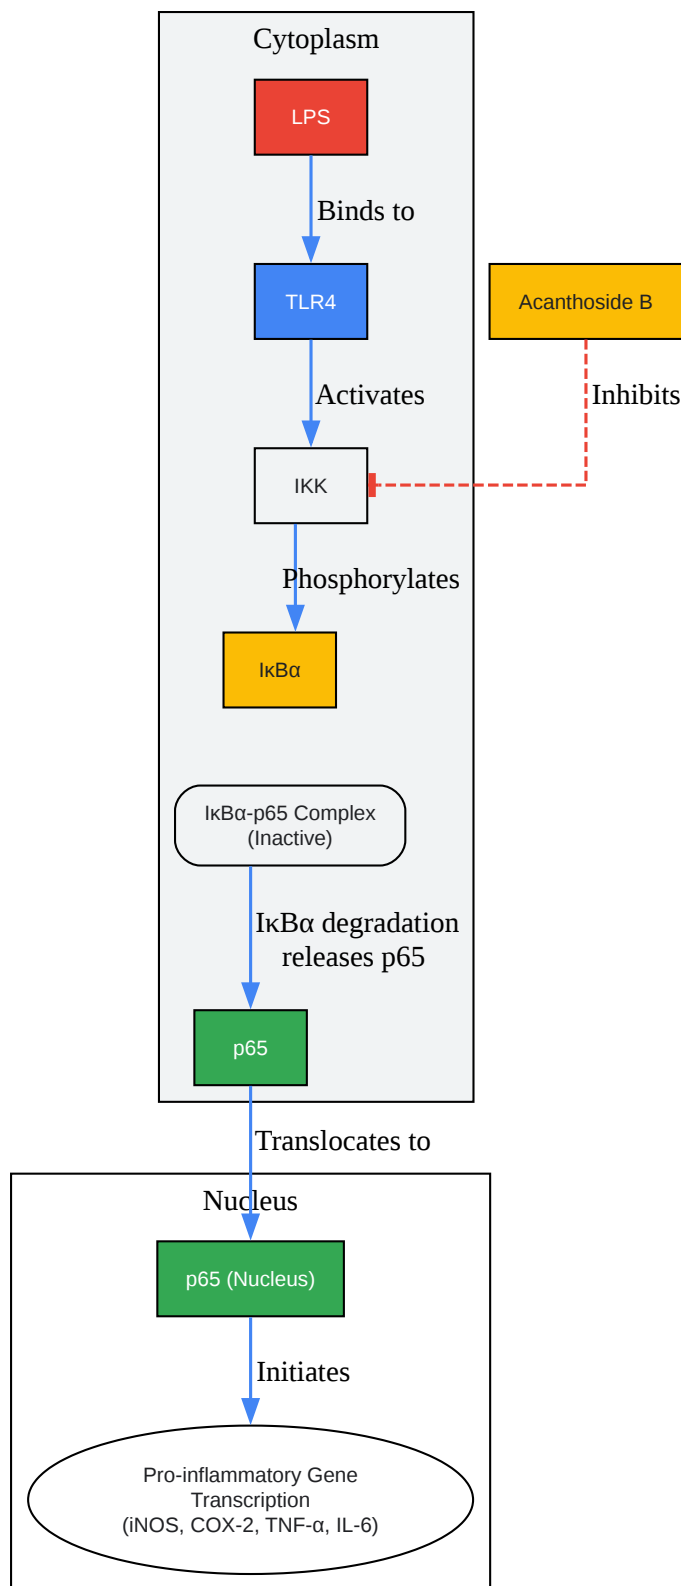 Cytoplasm
LPS
Binds to
TLR4
Acanthoside B
Activates
Inhibits
IKK
Phosphorylates
IκBα
IκBα-p65 Complex
(Inactive)
IκBα degradation
releases p65
p65
Translocates to
Nucleus
p65 (Nucleus)
Initiates
Pro-inflammatory Gene
Transcription
(iNOS, COX-2, TNF-α, IL-6)